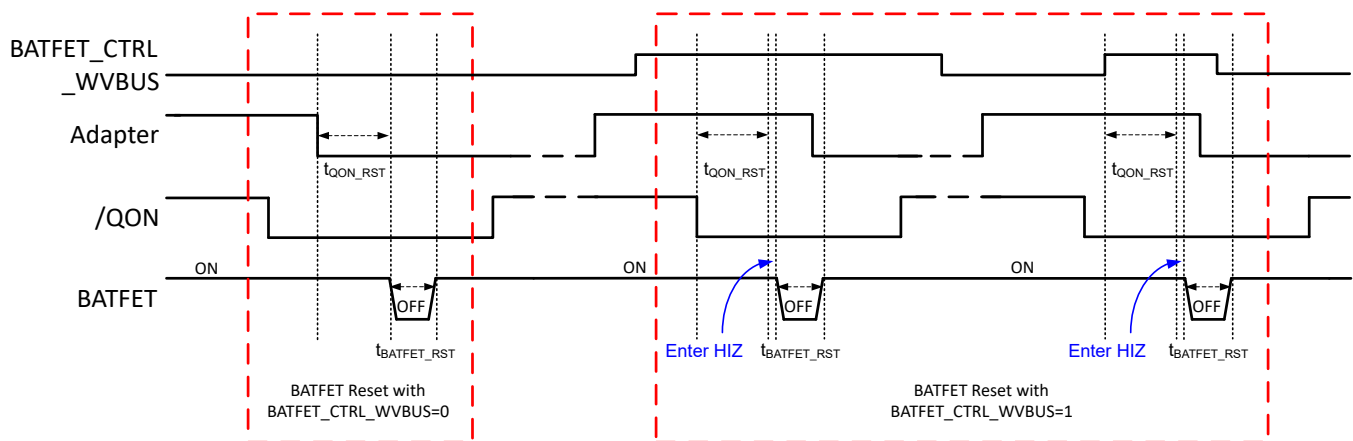 BATFET_CTRL
_WVBUS
Adapter
tQON_RST
tQON_RST
tQON_RST
/QON
ON
ON
ON
BATFET
OFF
OFF
OFF
tBATFET_RST
Enter HIZ
tBATFET_RST
Enter HIZ
tBATFET_RST
BATFET Reset with
BATFET_CTRL_WVBUS=0
BATFET Reset with
BATFET_CTRL_WVBUS=1